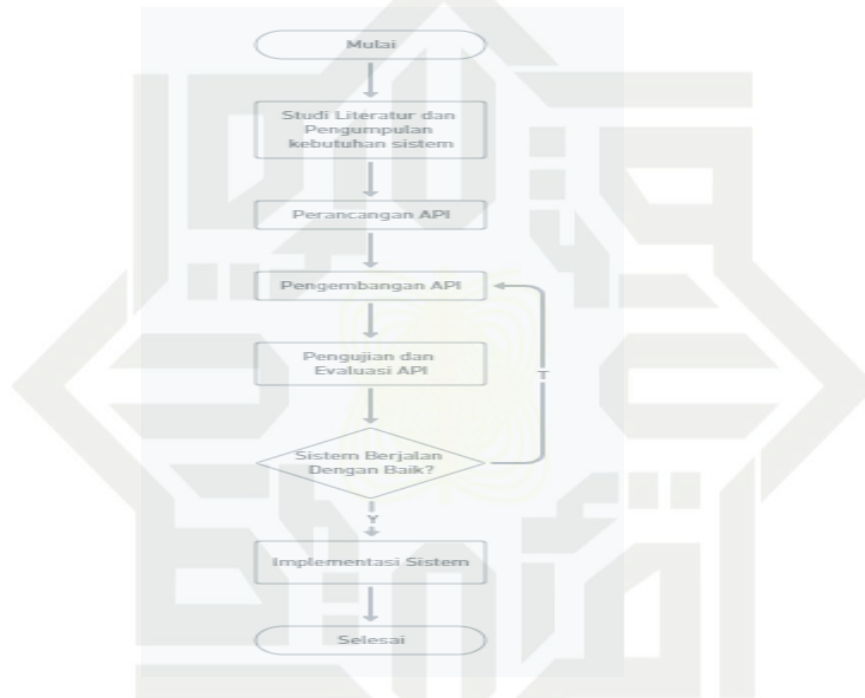 Mulai
Studi Literatur dan
Pengumpulan
kebutuhan sistem
Perancangan API
Pengembangan API
Pengujian dan
Evaluasi API
T
Sistem Berjalan
Dengan Baik?
Y
Implementasi Sistem
Selesai